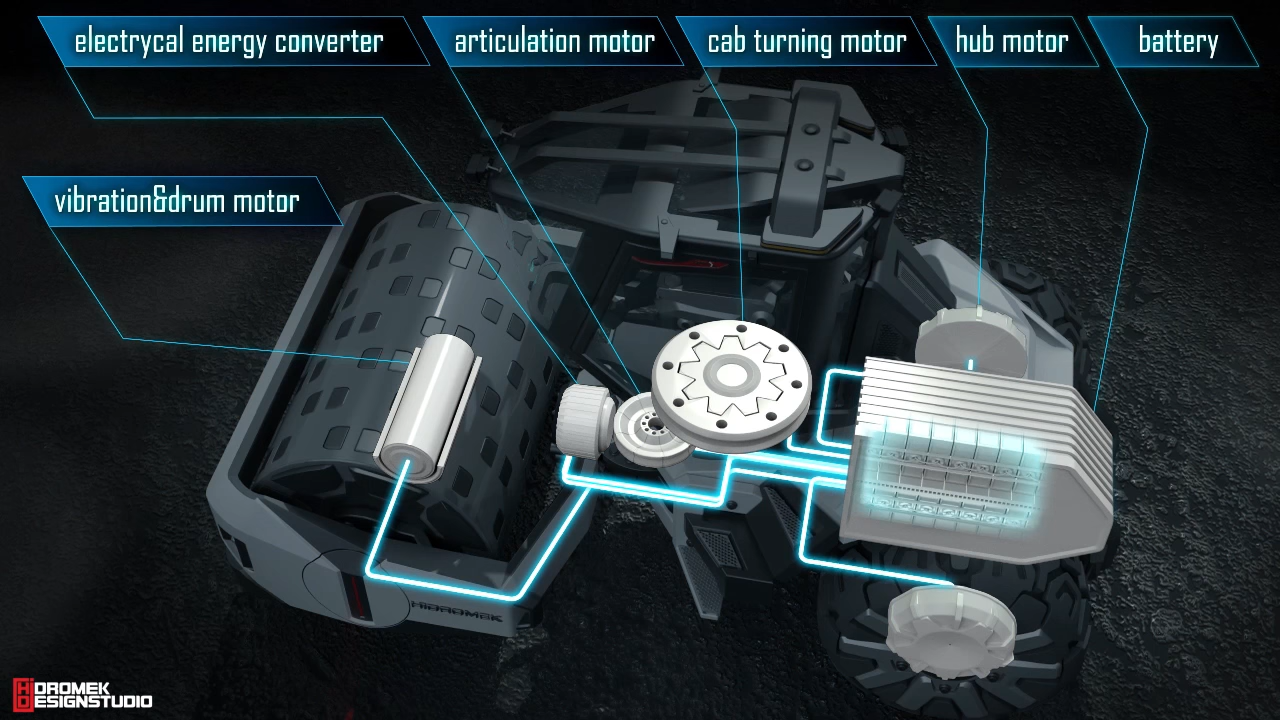 electrycal energy converter
articulation motor
cab turning motor
hub motor
battery
vibration&drum motor
HIDROMEK
HIDROMEK
DESIGNSTUDIO